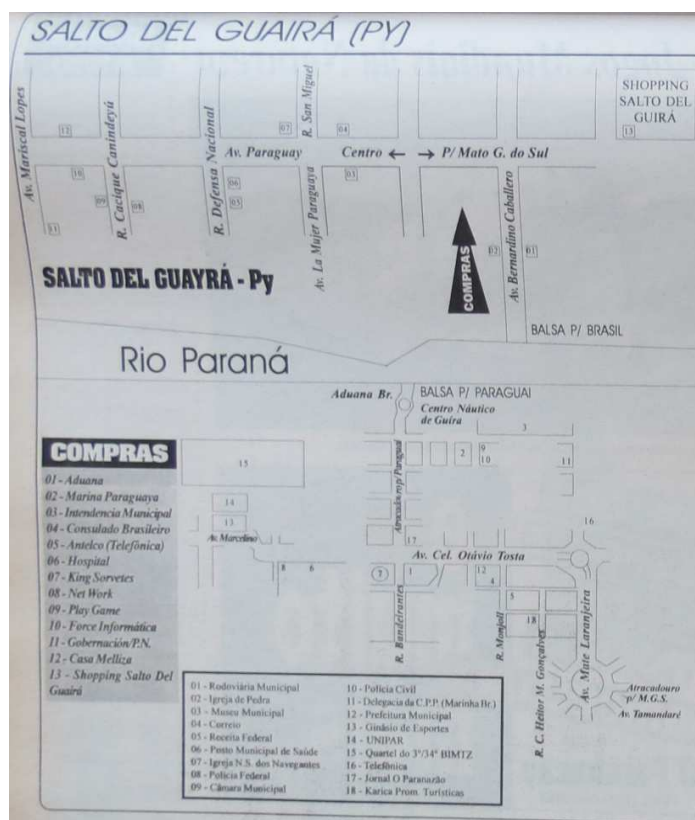 SALTO DEL GUAIRÁ (PY)
Av. Mariscal Lopes
R. Cacique Canindeyú
R. Defensa Nacional
R. San Miguel
SHOPPING
SALTO DEL
GUIRÁ
13
12
07
04
Av. Paraguay
Centro ← → P/ Mato G. do Sul
10
09
08
06
05
03
11
Av. La Mujer Paraguaya
COMPRAS
02
Av. Bernardino Caballero
01
SALTO DEL GUAYRÁ - Py
BALSA P/ BRASIL
Rio Paraná
Aduana Br.
BALSA P/ PARAGUAI
Centro Náutico
de Guíra
3
2
9
10
11
15
14
13
Av. Marcelino
8
6
Atracadouro p/ Paraguai
17
16
Av. Cel. Otávio Tosta
1
12
4
5
18
R. Bandeirantes
R. Monjoli
R. C. Heitor M. Gonçalves
Av. Mate Laranjeira
Atracadouro
p/ M.G.S.
Av. Tamandaré
COMPRAS
01 - Aduana
02 - Marina Paraguaya
03 - Intendencia Municipal
04 - Consulado Brasileiro
05 - Antelco (Telefônica)
06 - Hospital
07 - King Sorvetes
08 - Net Work
09 - Play Game
10 - Force Informática
11 - Gobernación/P.N.
12 - Casa Melliza
13 - Shopping Salto Del
Guairá
01 - Rodoviária Municipal
02 - Igreja de Pedra
03 - Museu Municipal
04 - Correio
05 - Receita Federal
06 - Posto Municipal de Saúde
07 - Igreja N.S. dos Navegantes
08 - Polícia Federal
09 - Câmara Municipal
10 - Polícia Civil
11 - Delegacia da C.P.P. (Marinha Br.)
12 - Prefeitura Municipal
13 - Ginásio de Esportes
14 - UNIPAR
15 - Quartel do 3º/34º BIMTZ
16 - Telefônica
17 - Jornal O Paranazão
18 - Karica Prom. Turísticas